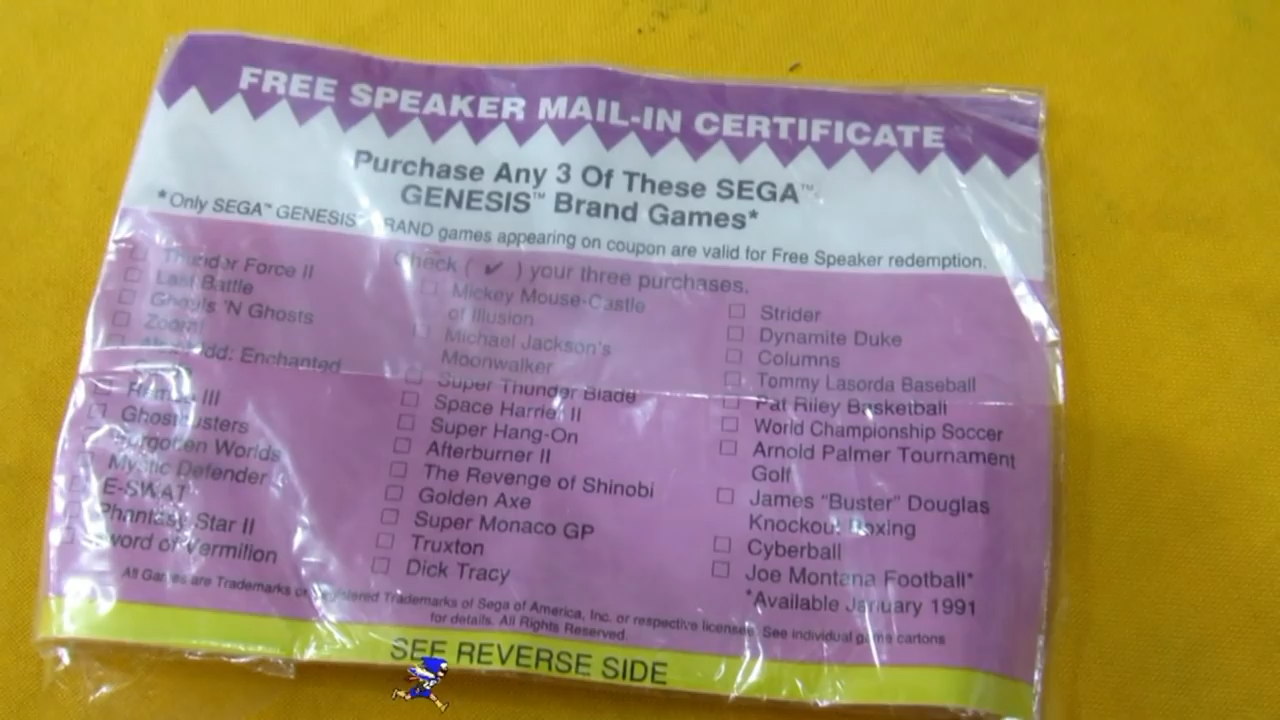 FREE SPEAKER MAIL-IN CERTIFICATE
Purchase Any 3 Of These SEGA™
GENESIS™ Brand Games*
*Only SEGA™ GENESIS™ BRAND games appearing on coupon are valid for Free Speaker redemption.
Check ( ✔ ) your three purchases.
Thunder Force II
Last Battle
Ghouls 'N Ghosts
Zoom!
Alex Kidd: Enchanted
Rambo III
Ghostbusters
Forgotten Worlds
Mystic Defender
E-SWAT
Phantasy Star II
Sword of Vermilion
Mickey Mouse-Castle
of Illusion
Michael Jackson's
Moonwalker
Super Thunder Blade
Space Harrier II
Super Hang-On
Afterburner II
The Revenge of Shinobi
Golden Axe
Super Monaco GP
Truxton
Dick Tracy
Strider
Dynamite Duke
Columns
Tommy Lasorda Baseball
Pat Riley Basketball
World Championship Soccer
Arnold Palmer Tournament
Golf
James "Buster" Douglas
Knockout Boxing
Cyberball
Joe Montana Football*
*Available January 1991
All Games are Trademarks or Registered Trademarks of Sega of America, Inc. or respective licensee. See individual game cartons
for details. All Rights Reserved.
SEE REVERSE SIDE